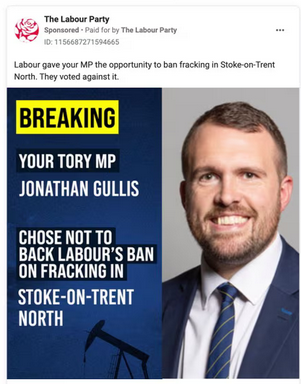 The Labour Party
Sponsored • Paid for by The Labour Party
ID: 1156687271594665
Labour gave your MP the opportunity to ban fracking in Stoke-on-Trent
North. They voted against it.
BREAKING
YOUR TORY MP
JONATHAN GULLIS
CHOSE NOT TO
BACK LABOUR'S BAN
ON FRACKING IN
STOKE-ON-TRENT
NORTH